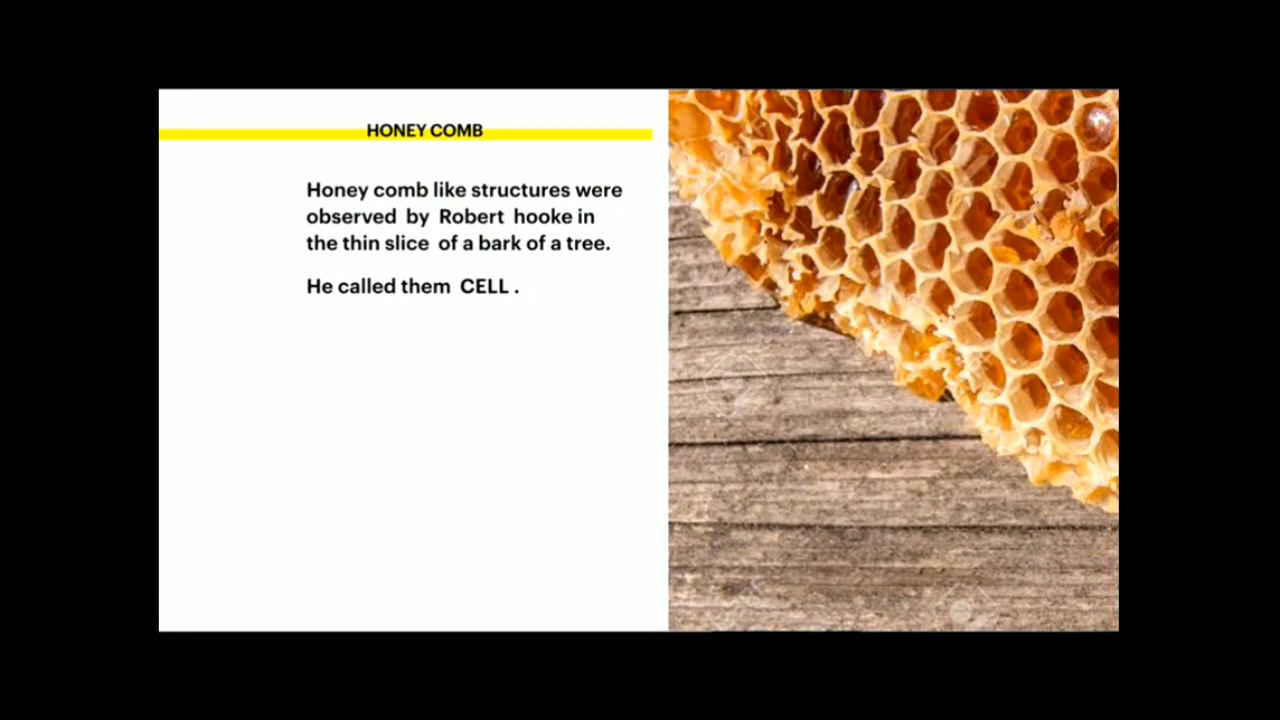 HONEY COMB
Honey comb like structures were
observed by Robert hooke in
the thin slice of a bark of a tree.
He called them CELL .